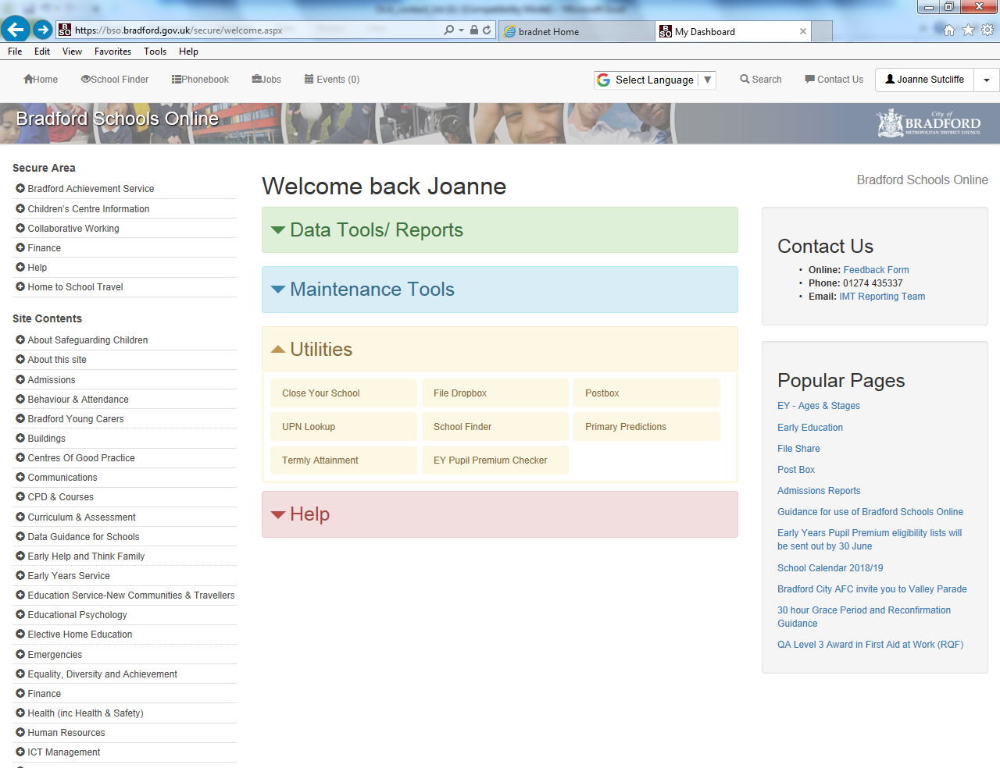 https://bso.bradford.gov.uk/secure/welcome.aspx
bradnet Home
BSO My Dashboard
File Edit View Favorites Tools Help
Home School Finder Phonebook Jobs Events (0)
Select Language
Search Contact Us Joanne Sutcliffe
Bradford Schools Online
City of
BRADFORD
METROPOLITAN DISTRICT COUNCIL
Secure Area
Bradford Achievement Service
Children's Centre Information
Collaborative Working
Finance
Help
Home to School Travel
Site Contents
About Safeguarding Children
About this site
Admissions
Behaviour & Attendance
Bradford Young Carers
Buildings
Centres Of Good Practice
Communications
CPD & Courses
Curriculum & Assessment
Data Guidance for Schools
Early Help and Think Family
Early Years Service
Education Service-New Communities & Travellers
Educational Psychology
Elective Home Education
Emergencies
Equality, Diversity and Achievement
Finance
Health (inc Health & Safety)
Human Resources
ICT Management
Welcome back Joanne
Data Tools/ Reports
Maintenance Tools
Utilities
Close Your School File Dropbox Postbox
UPN Lookup School Finder Primary Predictions
Termly Attainment EY Pupil Premium Checker
Help
Bradford Schools Online
Contact Us
• Online: Feedback Form
• Phone: 01274 435337
• Email: IMT Reporting Team
Popular Pages
EY - Ages & Stages
Early Education
File Share
Post Box
Admissions Reports
Guidance for use of Bradford Schools Online
Early Years Pupil Premium eligibility lists will
be sent out by 30 June
School Calendar 2018/19
Bradford City AFC invite you to Valley Parade
30 hour Grace Period and Reconfirmation
Guidance
QA Level 3 Award in First Aid at Work (RQF)